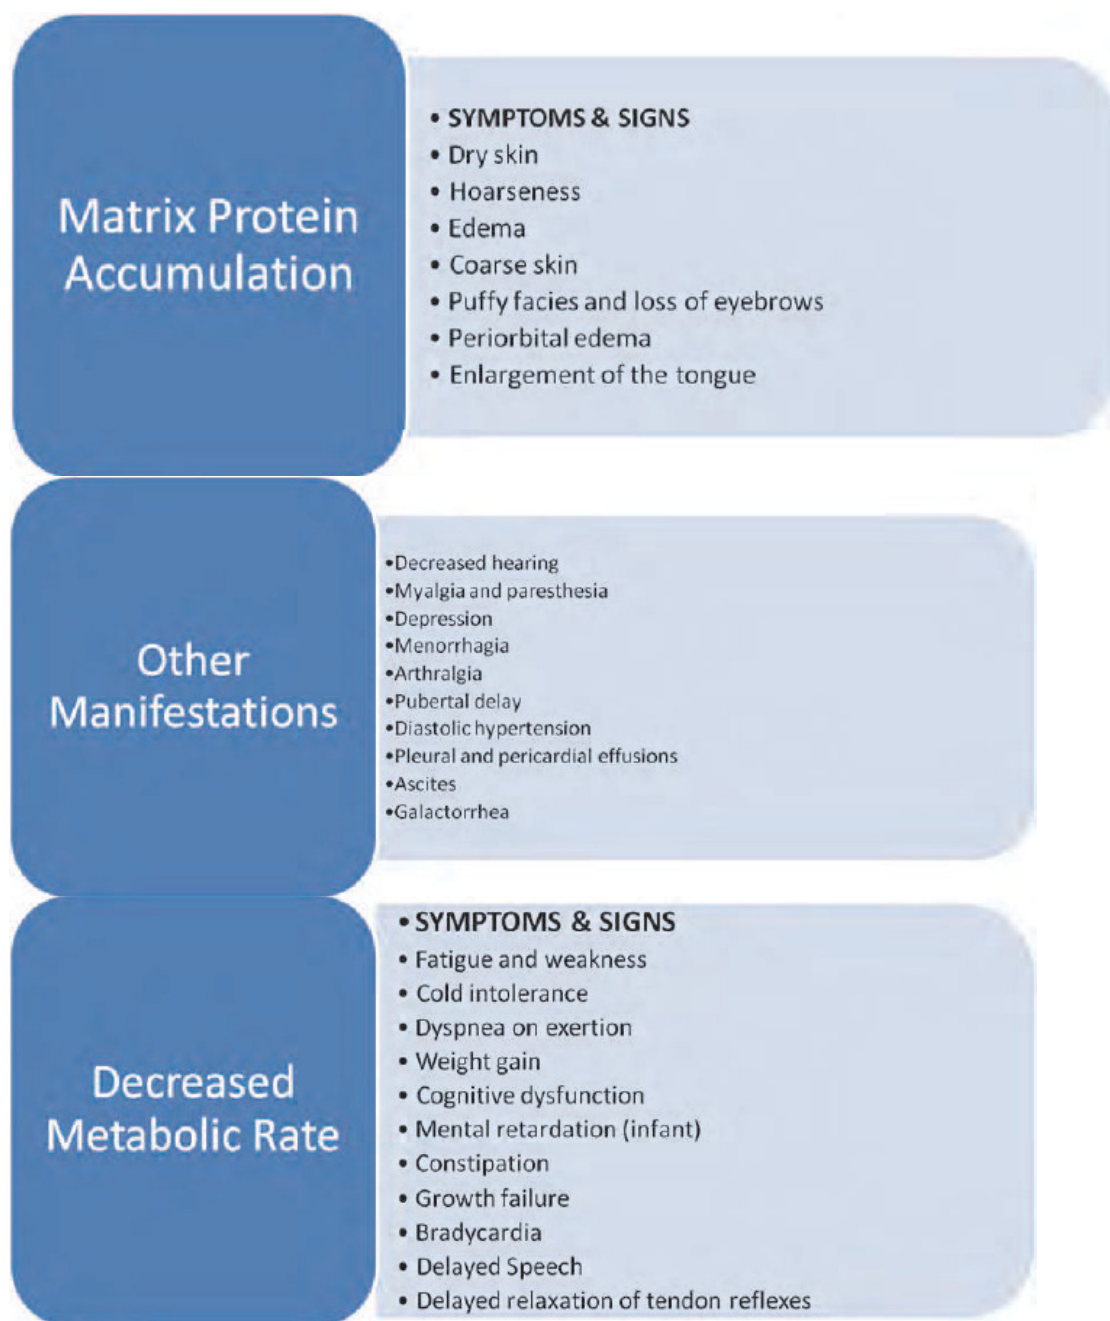 Matrix Protein
Accumulation
• SYMPTOMS & SIGNS
• Dry skin
• Hoarseness
• Edema
• Coarse skin
• Puffy facies and loss of eyebrows
• Periorbital edema
• Enlargement of the tongue
Other
Manifestations
•Decreased hearing
•Myalgia and paresthesia
•Depression
•Menorrhagia
•Arthralgia
•Pubertal delay
•Diastolic hypertension
•Pleural and pericardial effusions
•Ascites
•Galactorrhea
Decreased
Metabolic Rate
• SYMPTOMS & SIGNS
• Fatigue and weakness
• Cold intolerance
• Dyspnea on exertion
• Weight gain
• Cognitive dysfunction
• Mental retardation (infant)
• Constipation
• Growth failure
• Bradycardia
• Delayed Speech
• Delayed relaxation of tendon reflexes